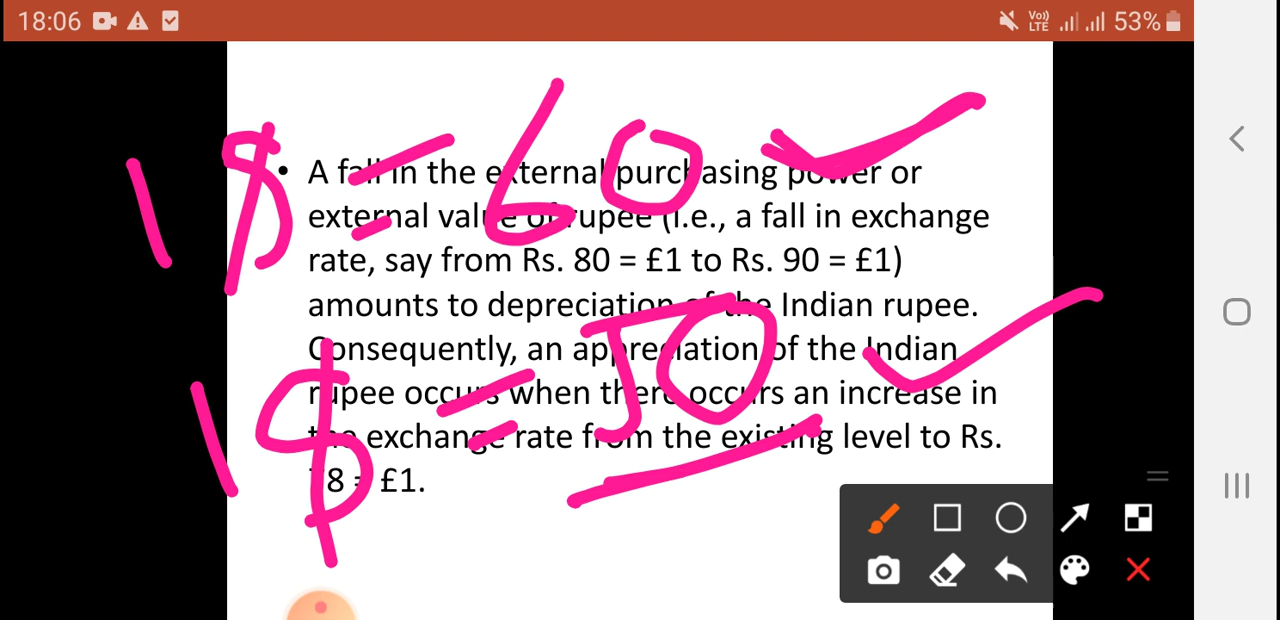 18:06 Vo)) LTE 53%
1$ = 60
• A fall in the external purchasing power or
external value of rupee (i.e., a fall in exchange
rate, say from Rs. 80 = £1 to Rs. 90 = £1)
amounts to depreciation of the Indian rupee.
Consequently, an appreciation of the Indian
rupee occurs when there occurs an increase in
the exchange rate from the existing level to Rs.
78 = £1.
1$ = 50